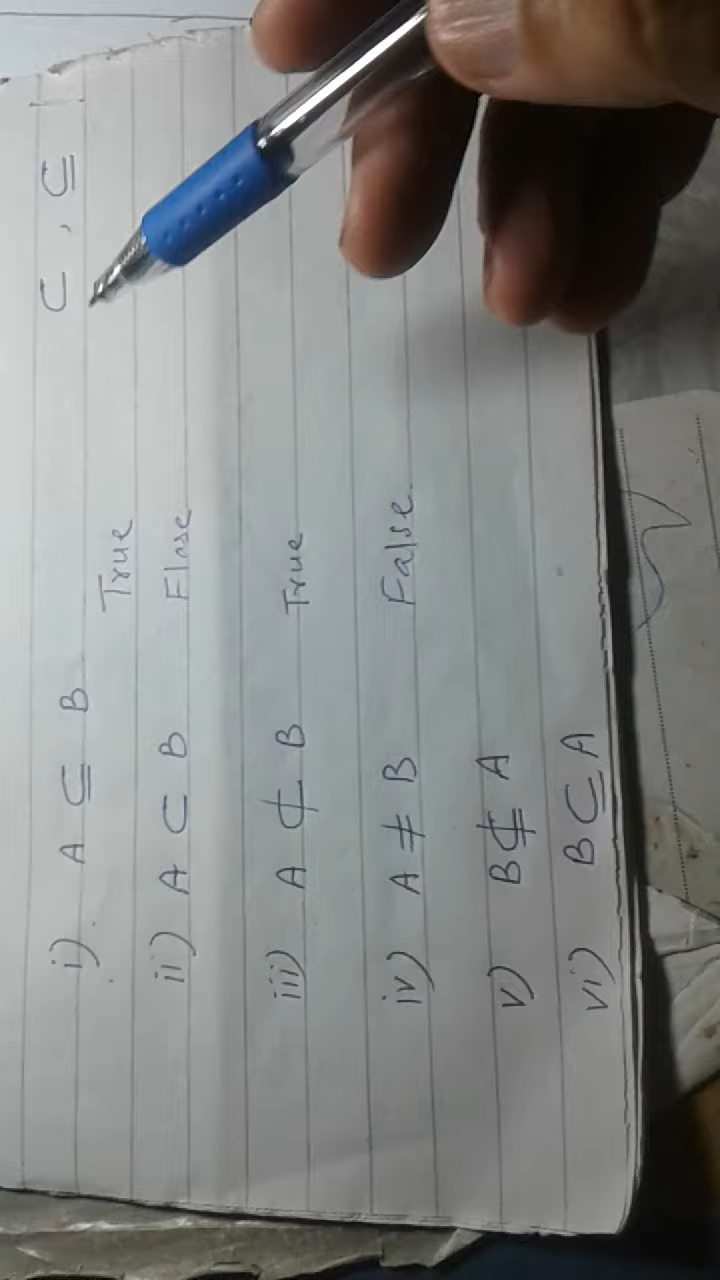 ⊂ , ⊆
i). A ⊆ B
True
ii) A ⊂ B Flase
iii) A ⊄ B True
iv) A ≠ B False.
v) B ⊈ A
vi) B ⊆ A